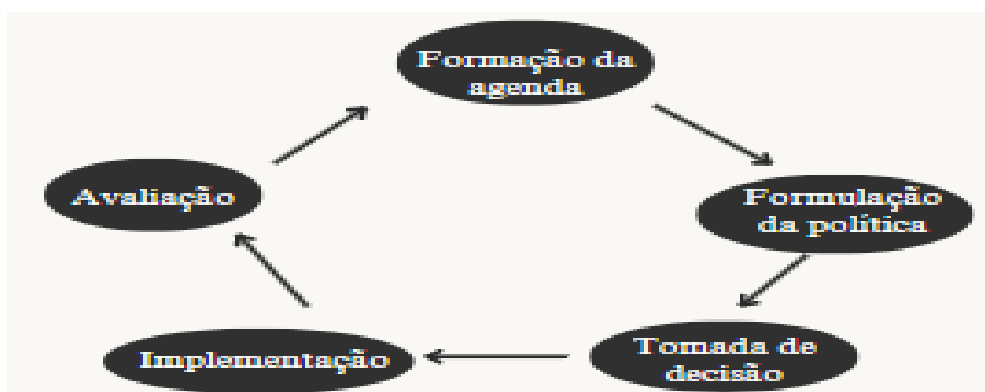 Formação da
agenda
Formulação
da política
Tomada de
decisão
Implementação
Avaliação